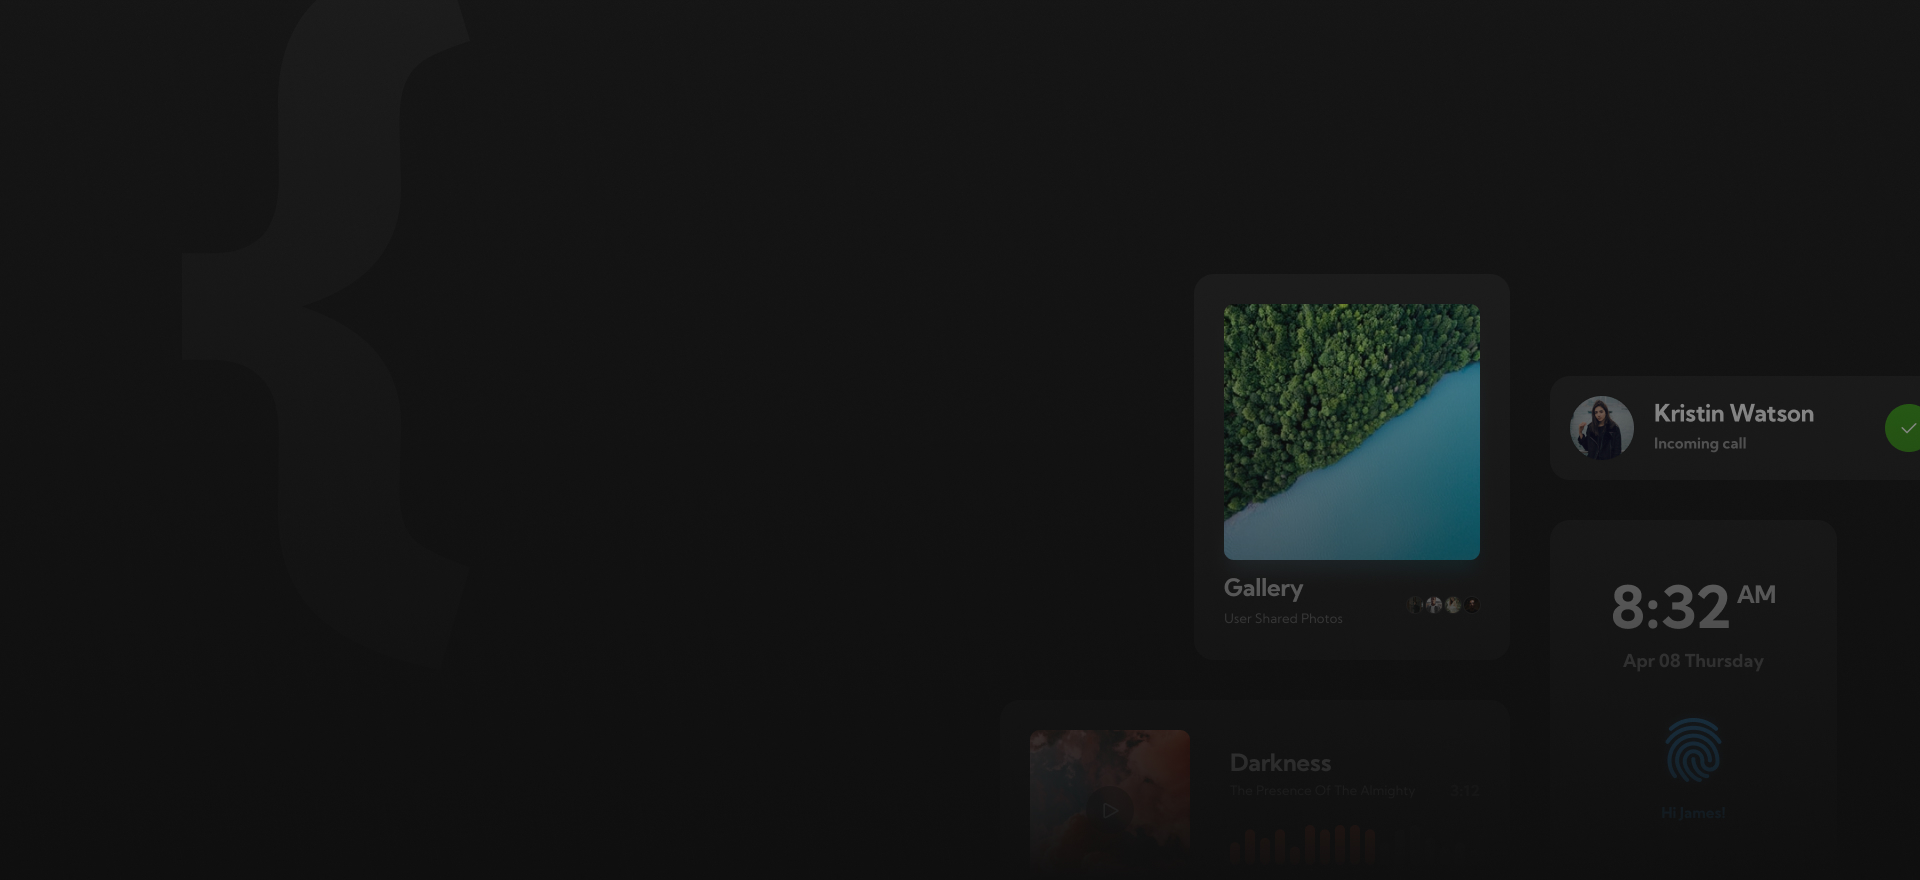 {
Kristin Watson
Incoming call
Gallery
User Shared Photos
8:32 AM
Apr 08 Thursday
Darkness
The Presence Of The Almighty 3:12
Hi James!